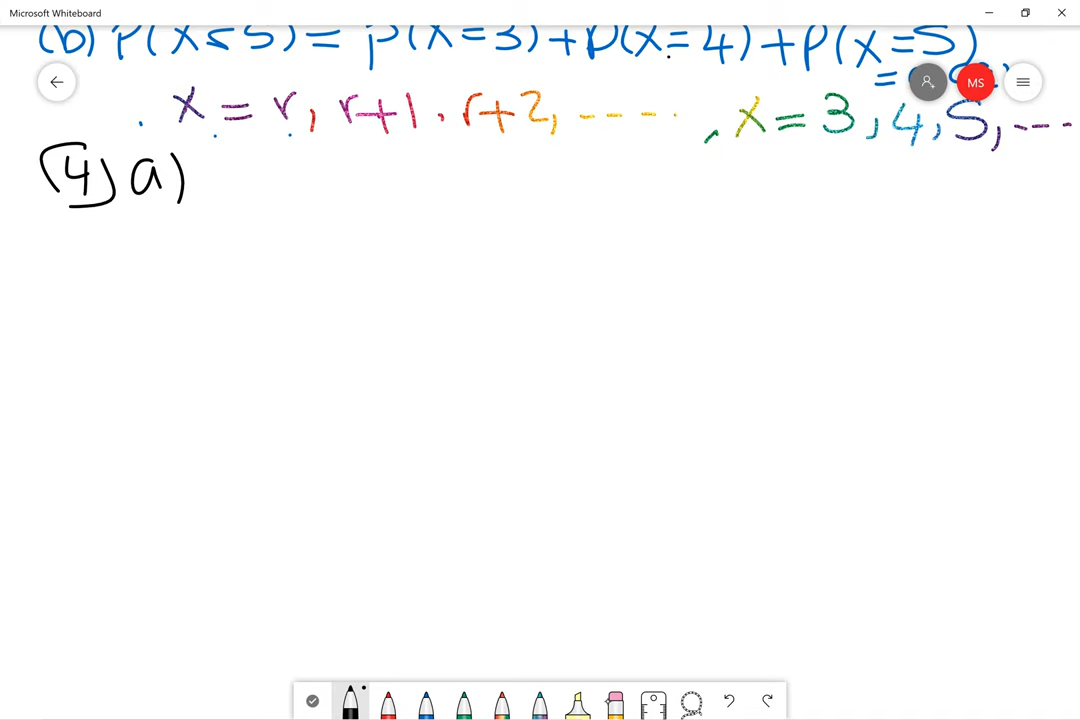 Microsoft Whiteboard
(b) P(X≤5) = P(X=3)+P(X=4)+P(X=5)
=
MS
x = r, r+1, r+2, ----- , x = 3, 4, 5, ---
(4) a)